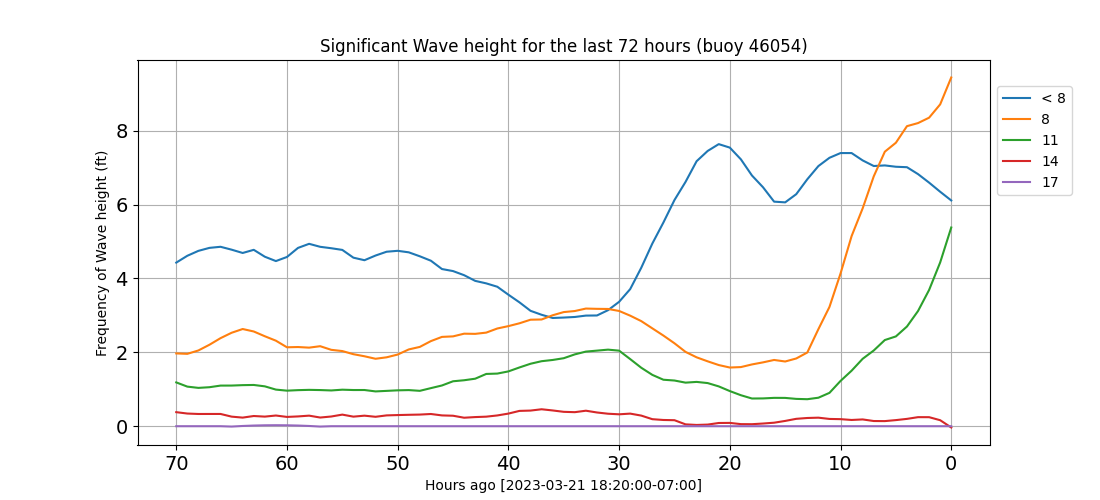 Significant Wave height for the last 72 hours (buoy 46054)
Frequency of Wave height (ft)
8
6
4
2
0
70 60 50 40 30 20 10 0
Hours ago [2023-03-21 18:20:00-07:00]
< 8
8
11
14
17